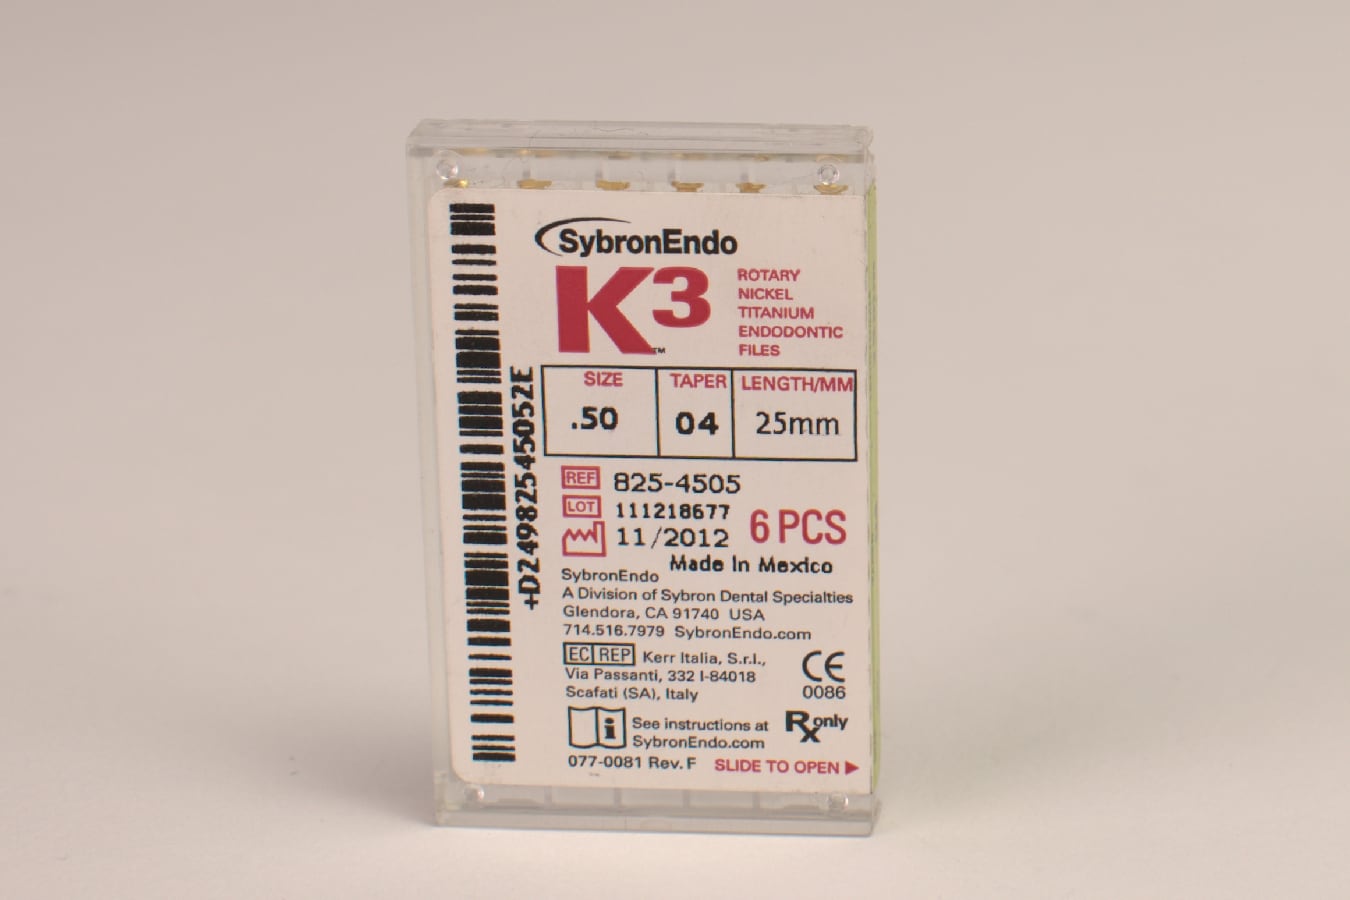 SybronEndo
K3™
ROTARY
NICKEL
TITANIUM
ENDODONTIC
FILES
SIZE TAPER LENGTH/MM
.50 04 25mm
REF 825-4505
LOT 111218677
11/2012
6 PCS
Made In Mexico
SybronEndo
A Division of Sybron Dental Specialties
Glendora, CA 91740 USA
714.516.7979 SybronEndo.com
EC REP Kerr Italia, S.r.l.,
Via Passanti, 332 I-84018
Scafati (SA), Italy
CE
0086
i See instructions at
SybronEndo.com
Rx only
077-0081 Rev. F SLIDE TO OPEN ▶
+D24982545052E